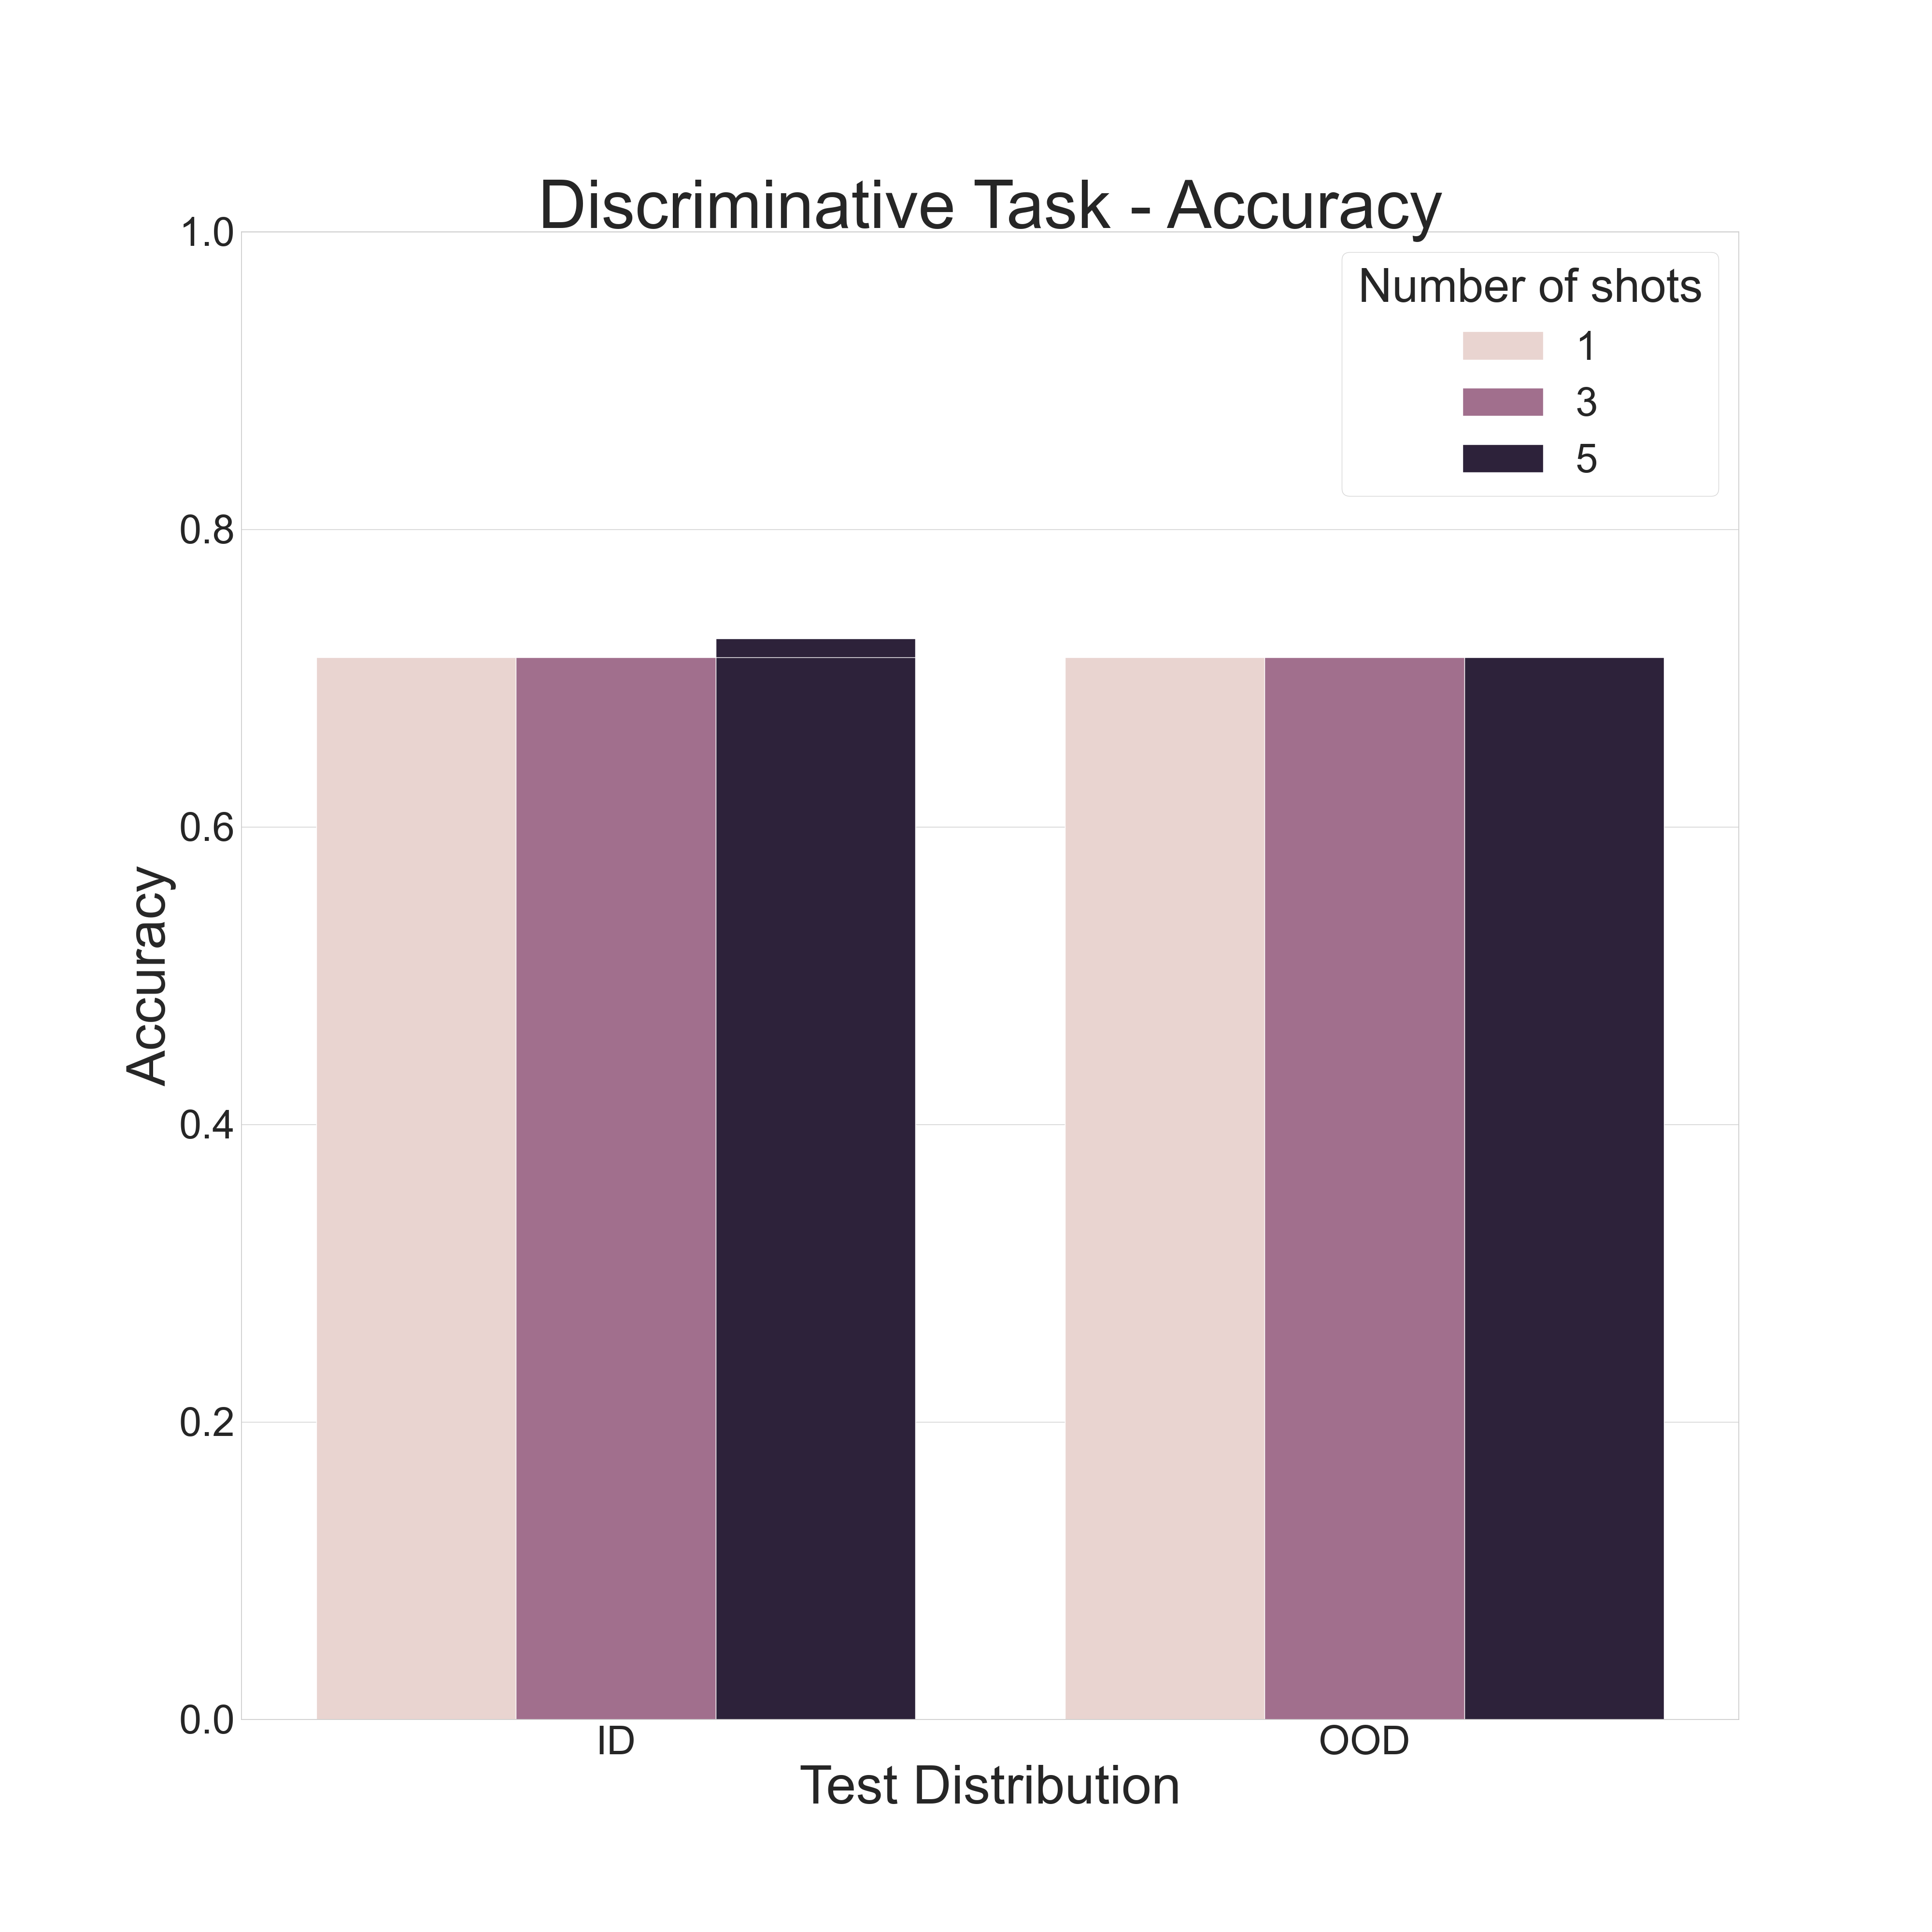 Discriminative Task - Accuracy
Number of shots
1
3
5
1.0
0.8
0.6
0.4
0.2
0.0
Accuracy
ID
OOD
Test Distribution